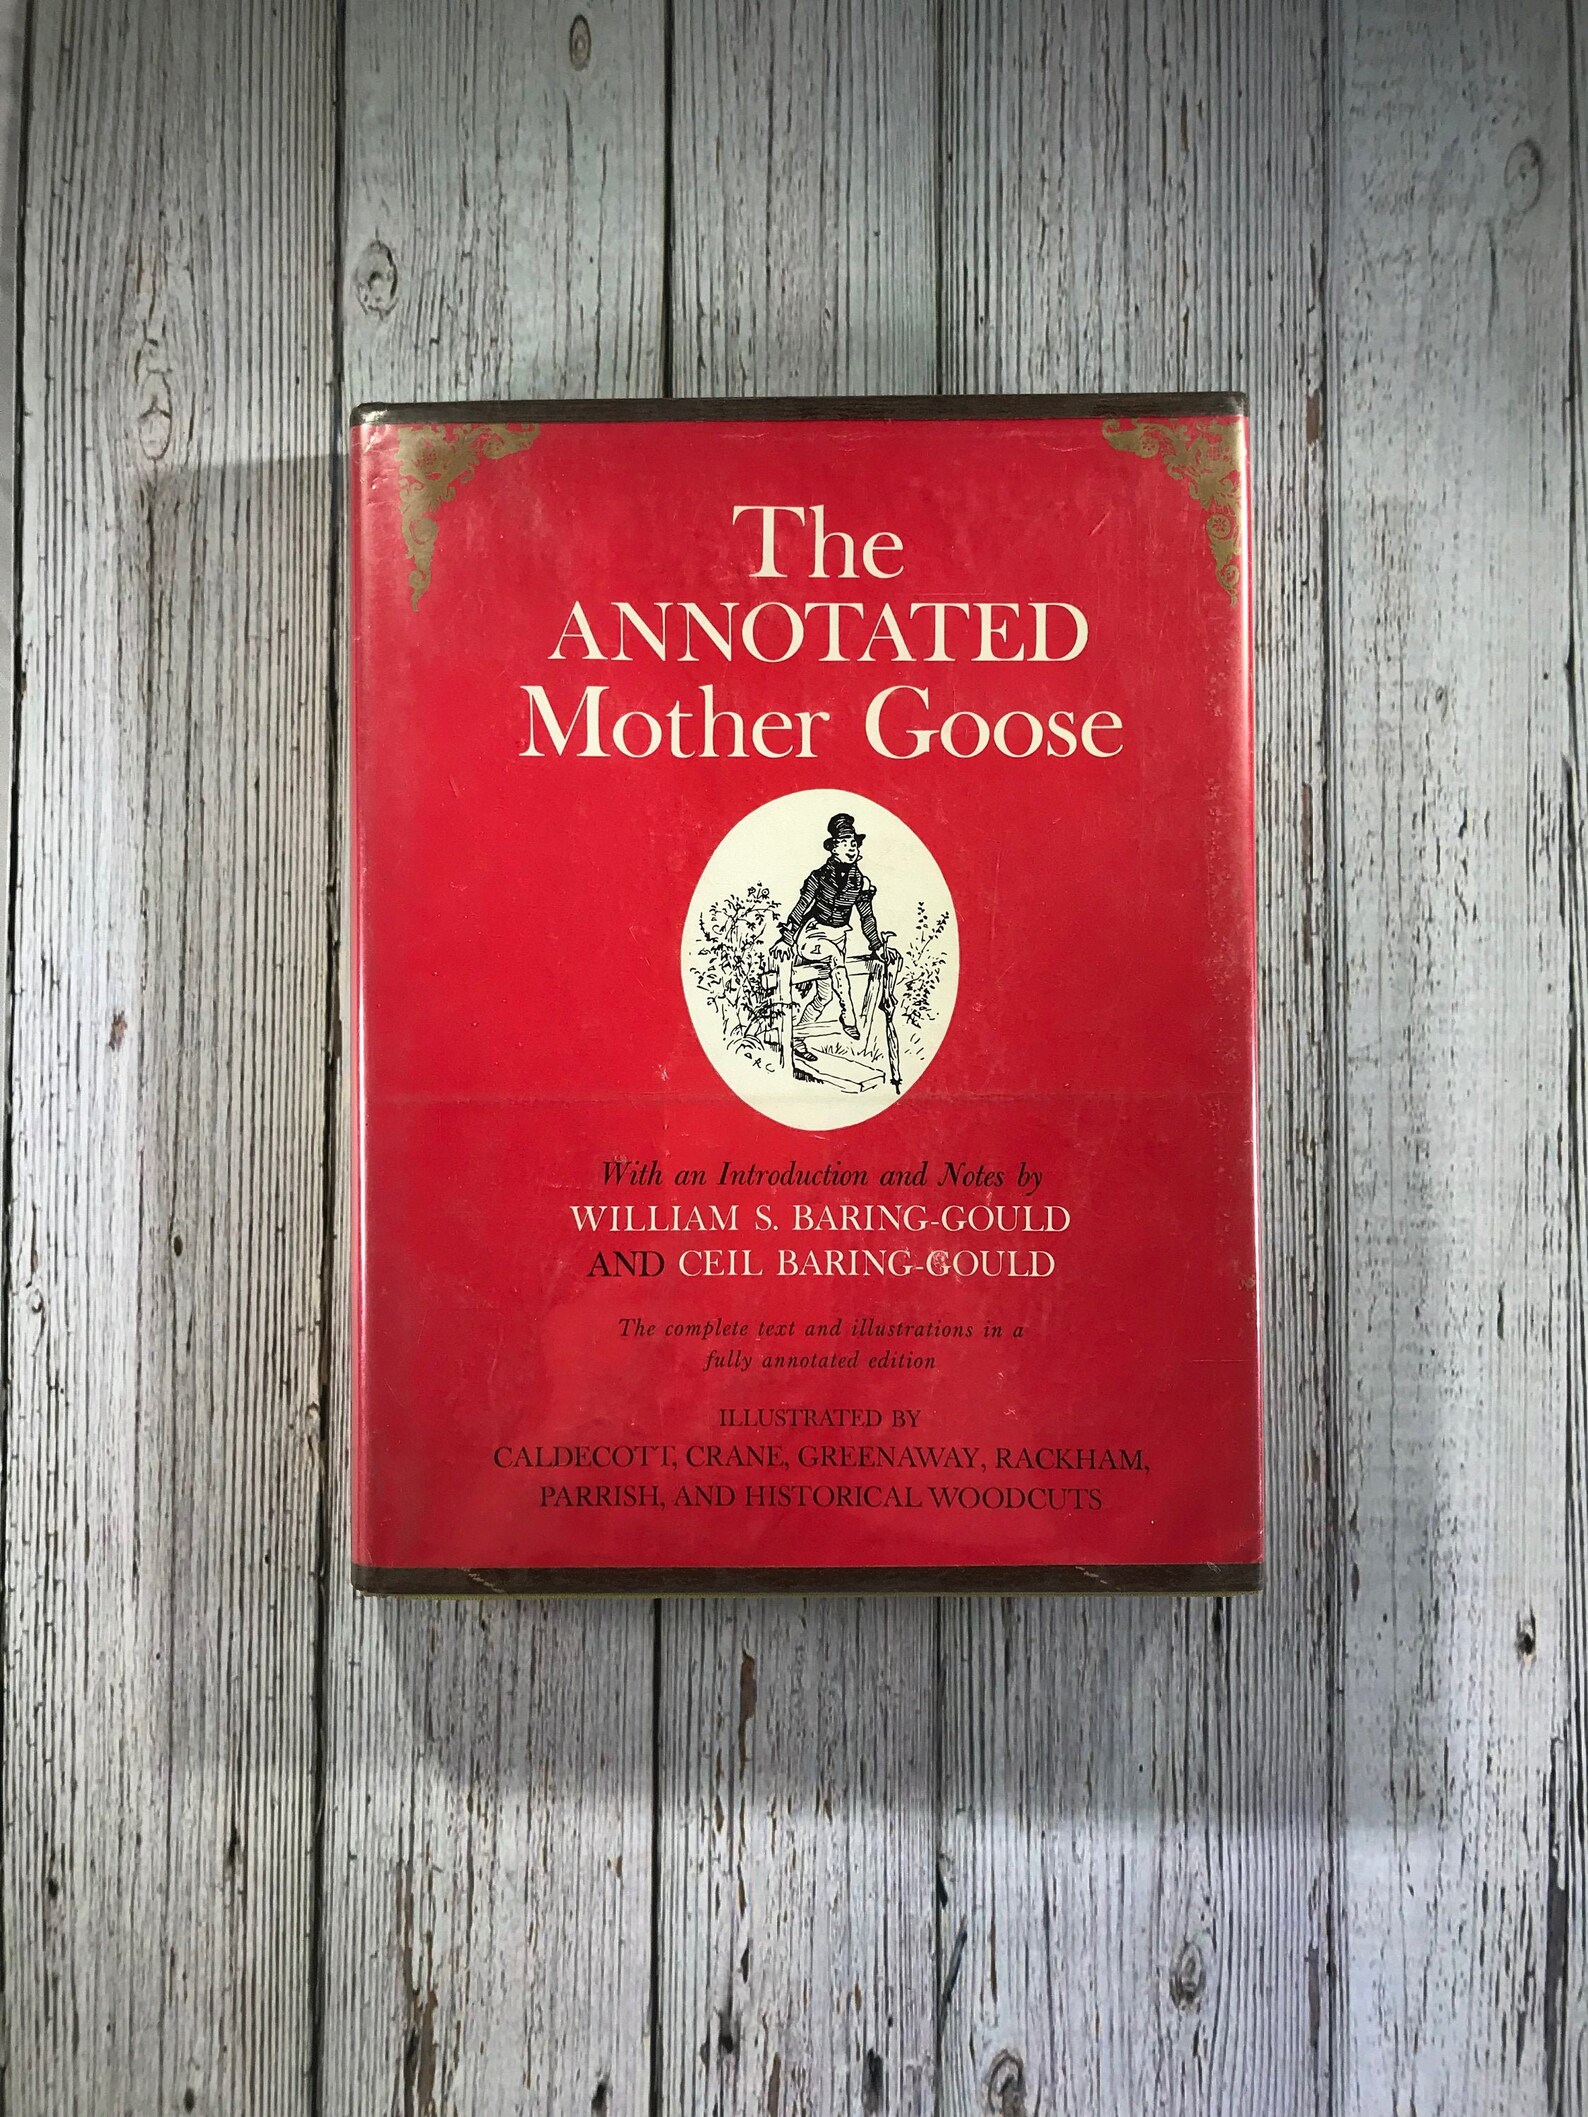 The
ANNOTATED
Mother Goose
RC
With an Introduction and Notes by
WILLIAM S. BARING-GOULD
AND CEIL BARING-GOULD
The complete text and illustrations in a
fully annotated edition
ILLUSTRATED BY
CALDECOTT, CRANE, GREENAWAY, RACKHAM,
PARRISH, AND HISTORICAL WOODCUTS